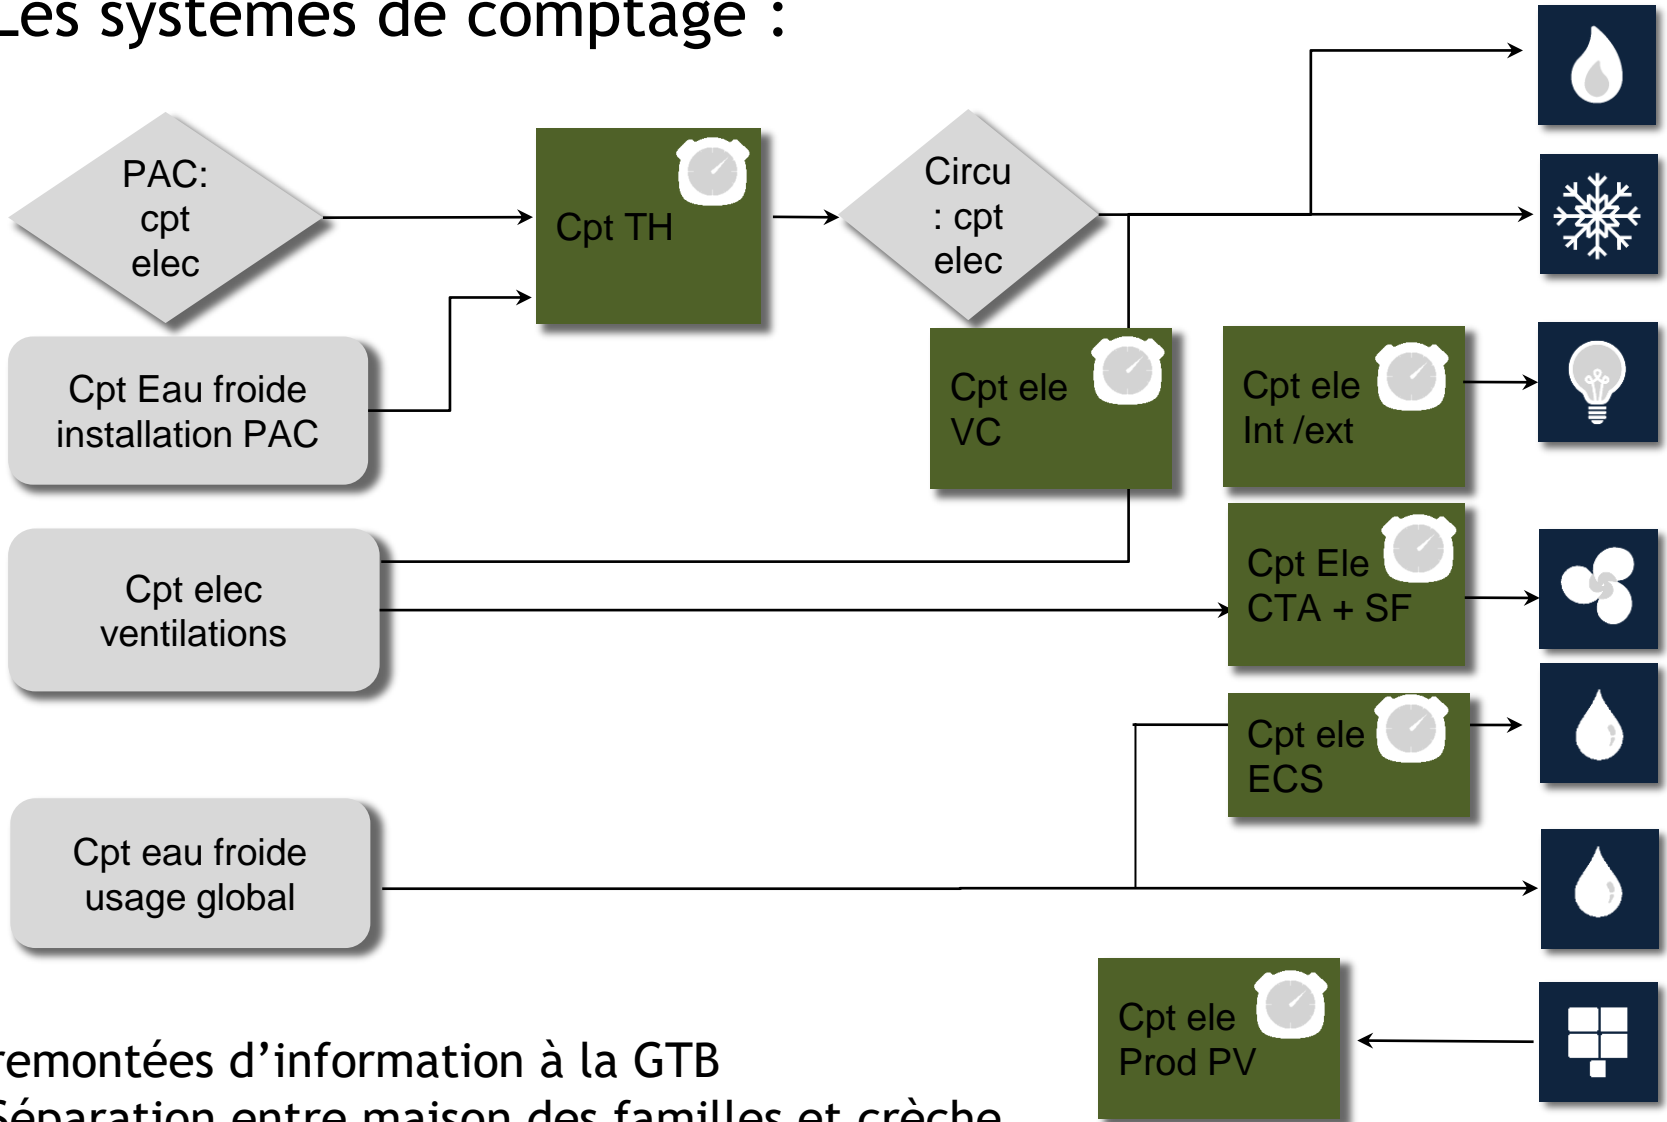 Les systèmes de comptage :
PAC:
cpt
elec
Cpt TH
Circu
: cpt
elec
Cpt Eau froide
installation PAC
Cpt ele
VC
Cpt ele
Int /ext
Cpt elec
ventilations
Cpt Ele
CTA + SF
Cpt ele
ECS
Cpt eau froide
usage global
Cpt ele
Prod PV
remontées d’information à la GTB
Séparation entre maison des familles et crèche